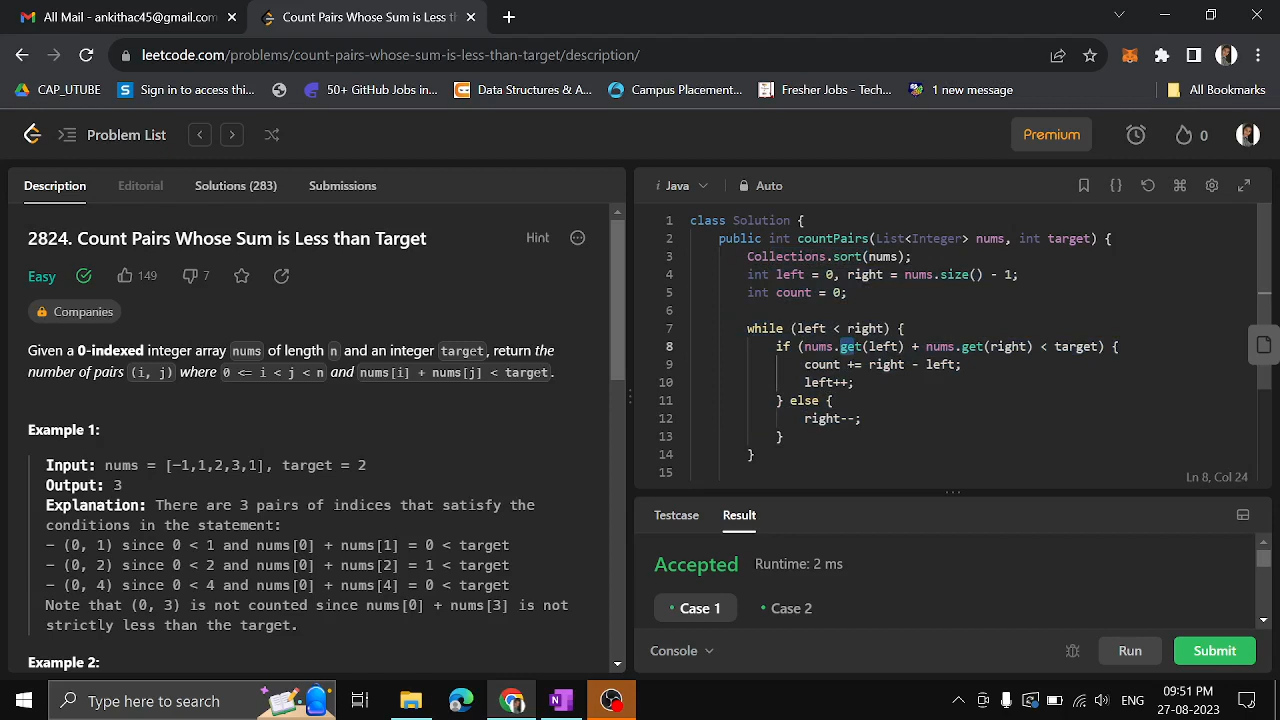 All Mail - ankithac45@gmail.com
Count Pairs Whose Sum is Less th
leetcode.com/problems/count-pairs-whose-sum-is-less-than-target/description/
CAP_UTUBE
Sign in to access thi...
50+ GitHub Jobs in...
Data Structures & A...
Campus Placement...
Fresher Jobs - Tech...
1 new message
All Bookmarks
Problem List
Premium
0
Description
Editorial
Solutions (283)
Submissions
2824. Count Pairs Whose Sum is Less than Target
Hint
Easy
149
7
Companies
Given a 0-indexed integer array nums of length n and an integer target, return the
number of pairs (i, j) where 0 <= i < j < n and nums[i] + nums[j] < target.
Example 1:
Input: nums = [-1,1,2,3,1], target = 2
Output: 3
Explanation: There are 3 pairs of indices that satisfy the
conditions in the statement:
- (0, 1) since 0 < 1 and nums[0] + nums[1] = 0 < target
- (0, 2) since 0 < 2 and nums[0] + nums[2] = 1 < target
- (0, 4) since 0 < 4 and nums[0] + nums[4] = 0 < target
Note that (0, 3) is not counted since nums[0] + nums[3] is not
strictly less than the target.
Example 2:
i Java
Auto
1 class Solution {
2 public int countPairs(List<Integer> nums, int target) {
3 Collections.sort(nums);
4 int left = 0, right = nums.size() - 1;
5 int count = 0;
6
7 while (left < right) {
8 if (nums.get(left) + nums.get(right) < target) {
9 count += right - left;
10 left++;
11 } else {
12 right--;
13 }
14 }
15
Ln 8, Col 24
Testcase
Result
Accepted
Runtime: 2 ms
Case 1
Case 2
Console
Run
Submit
Type here to search
ENG
09:51 PM
27-08-2023